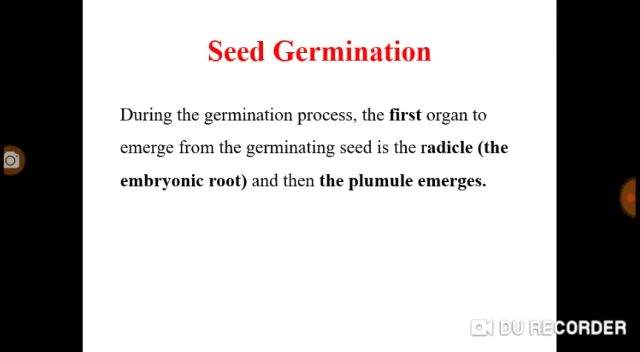 Seed Germination
During the germination process, the first organ to
emerge from the germinating seed is the radicle (the
embryonic root) and then the plumule emerges.
DU RECORDER